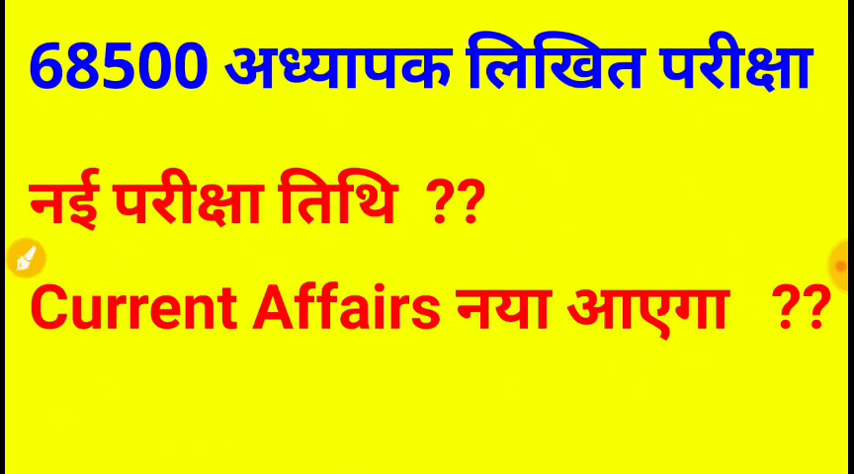 68500 अध्यापक लिखित परीक्षा
नई परीक्षा तिथि ??
Current Affairs नया आएगा ??